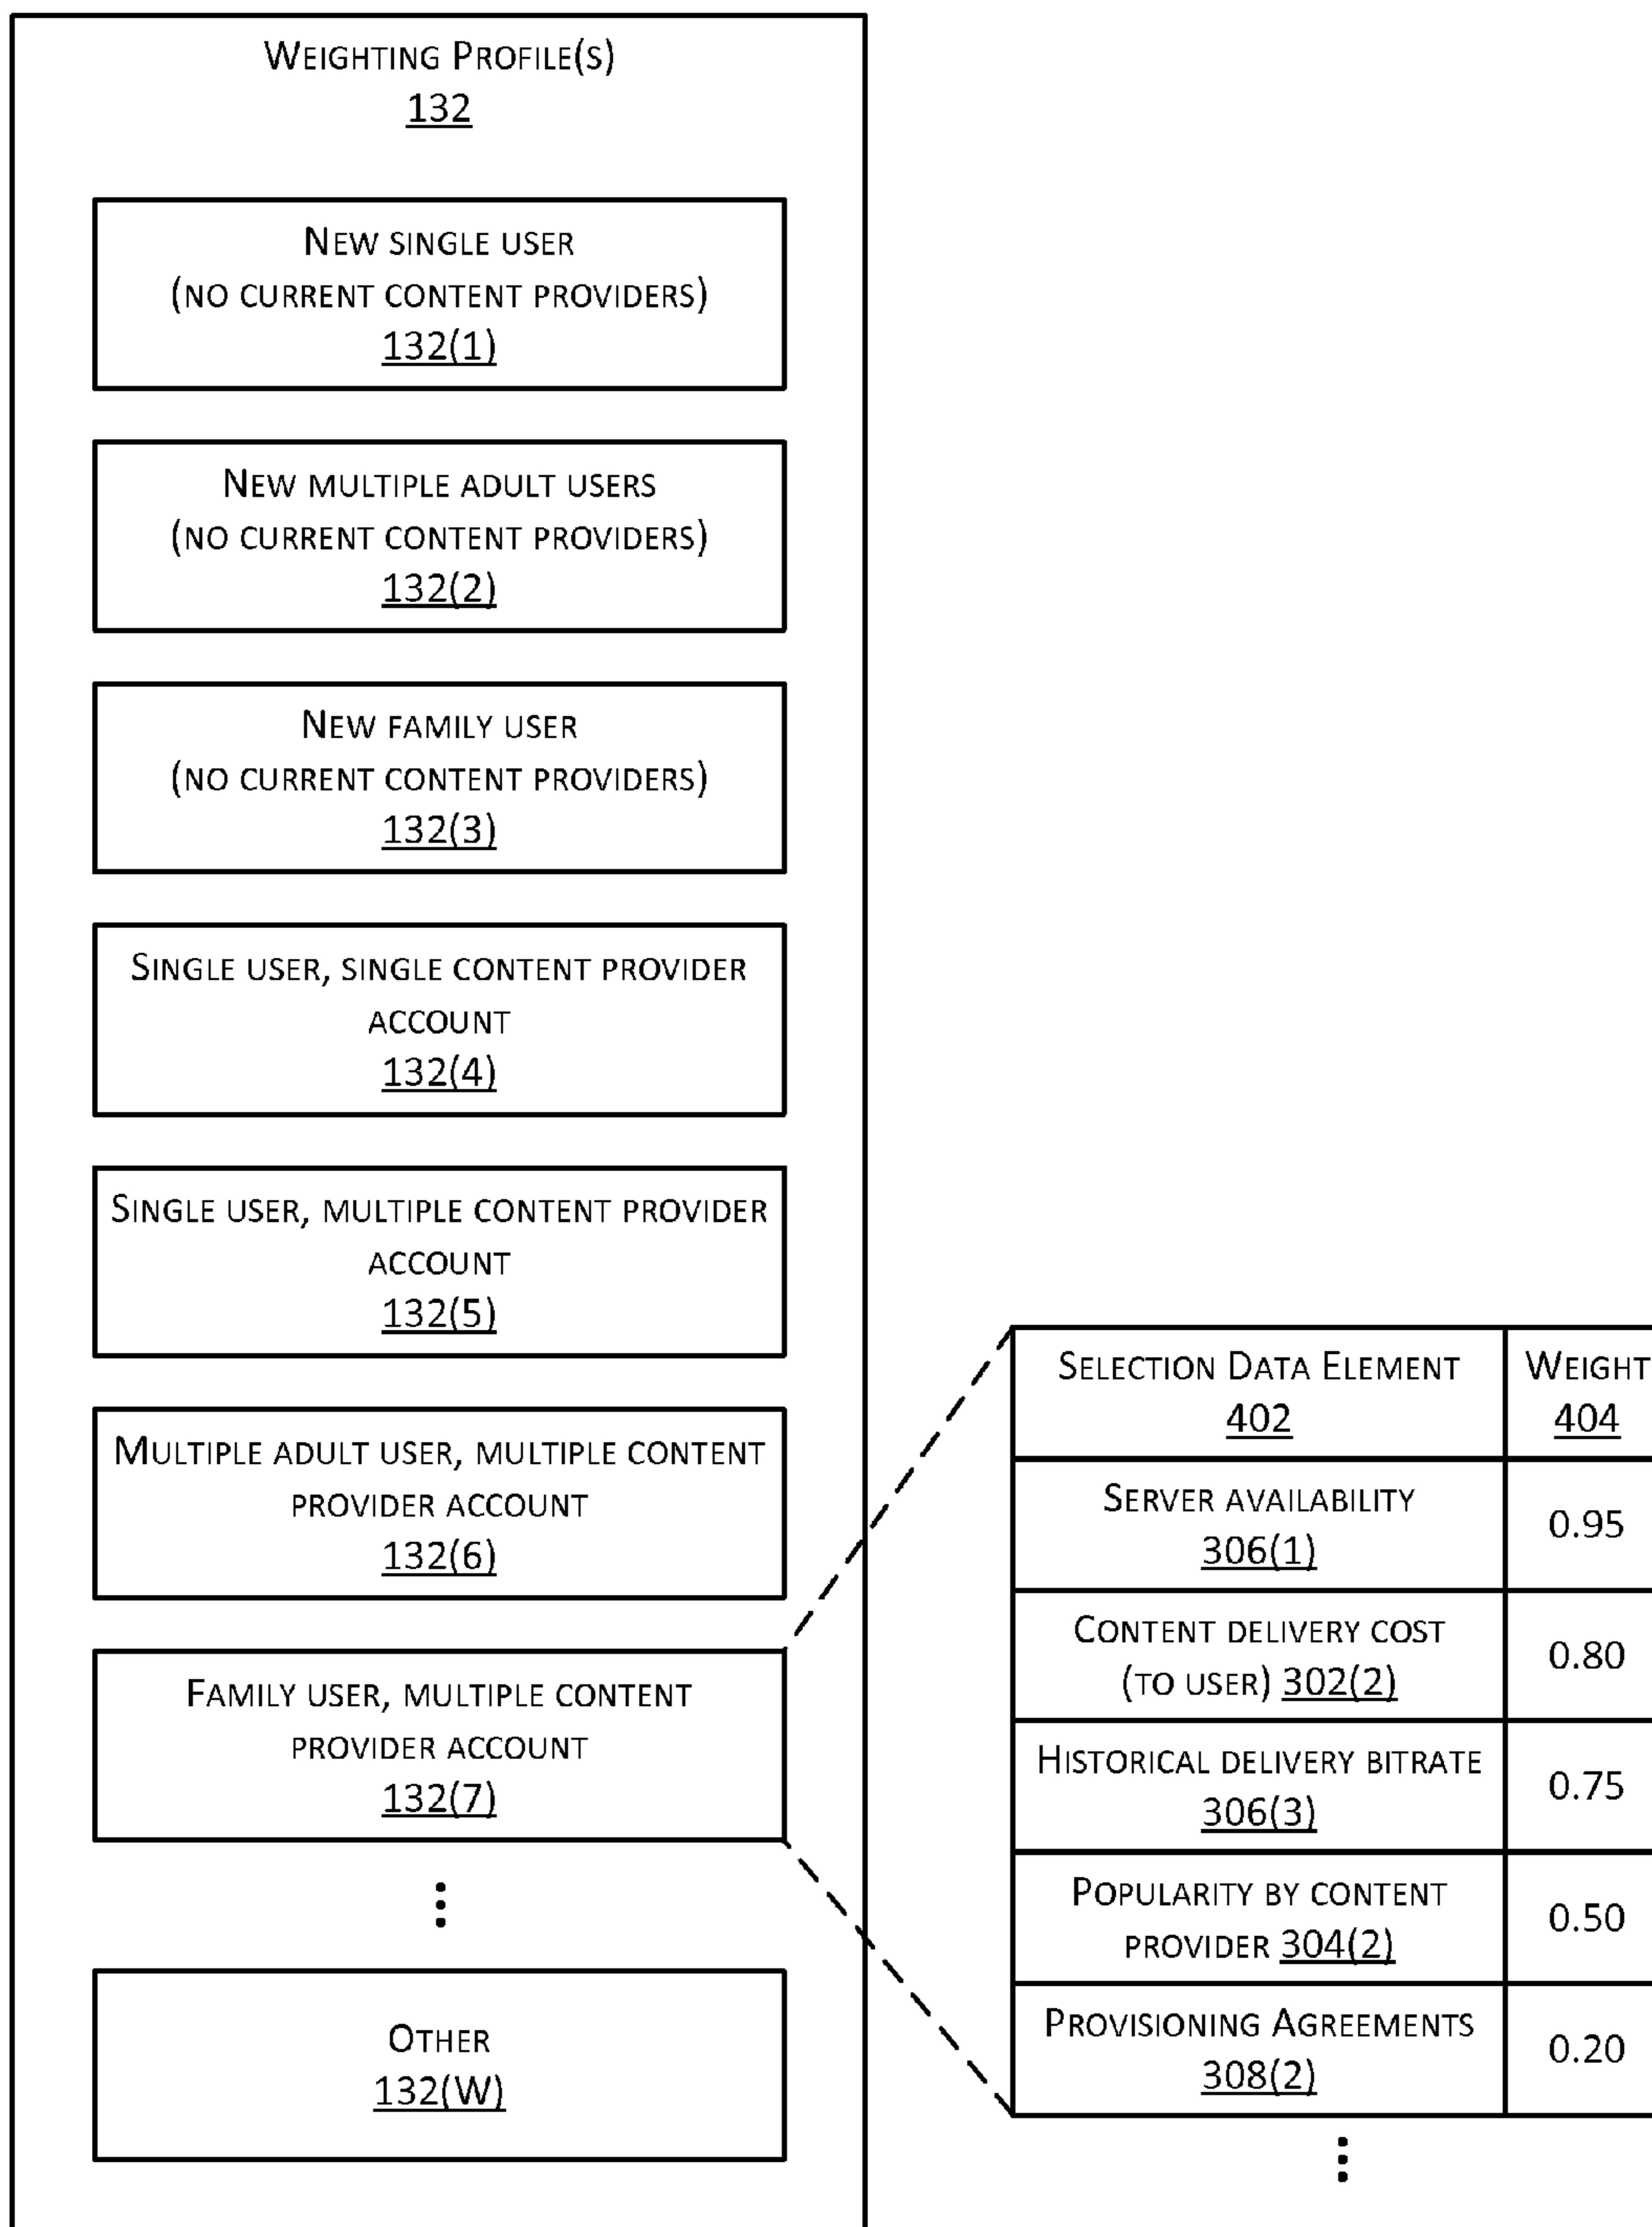 Weighting Profile(s)
132
New single user
(no current content providers)
132(1)
New multiple adult users
(no current content providers)
132(2)
New family user
(no current content providers)
132(3)
Single user, single content provider
account
132(4)
Single user, multiple content provider
account
132(5)
Multiple adult user, multiple content
provider account
132(6)
Family user, multiple content
provider account
132(7)
Other
132(W)
Selection Data Element
402
Weight
404
Server availability
306(1)
0.95
Content delivery cost
(to user) 302(2)
0.80
Historical delivery bitrate
306(3)
0.75
Popularity by content
provider 304(2)
0.50
Provisioning Agreements
308(2)
0.20